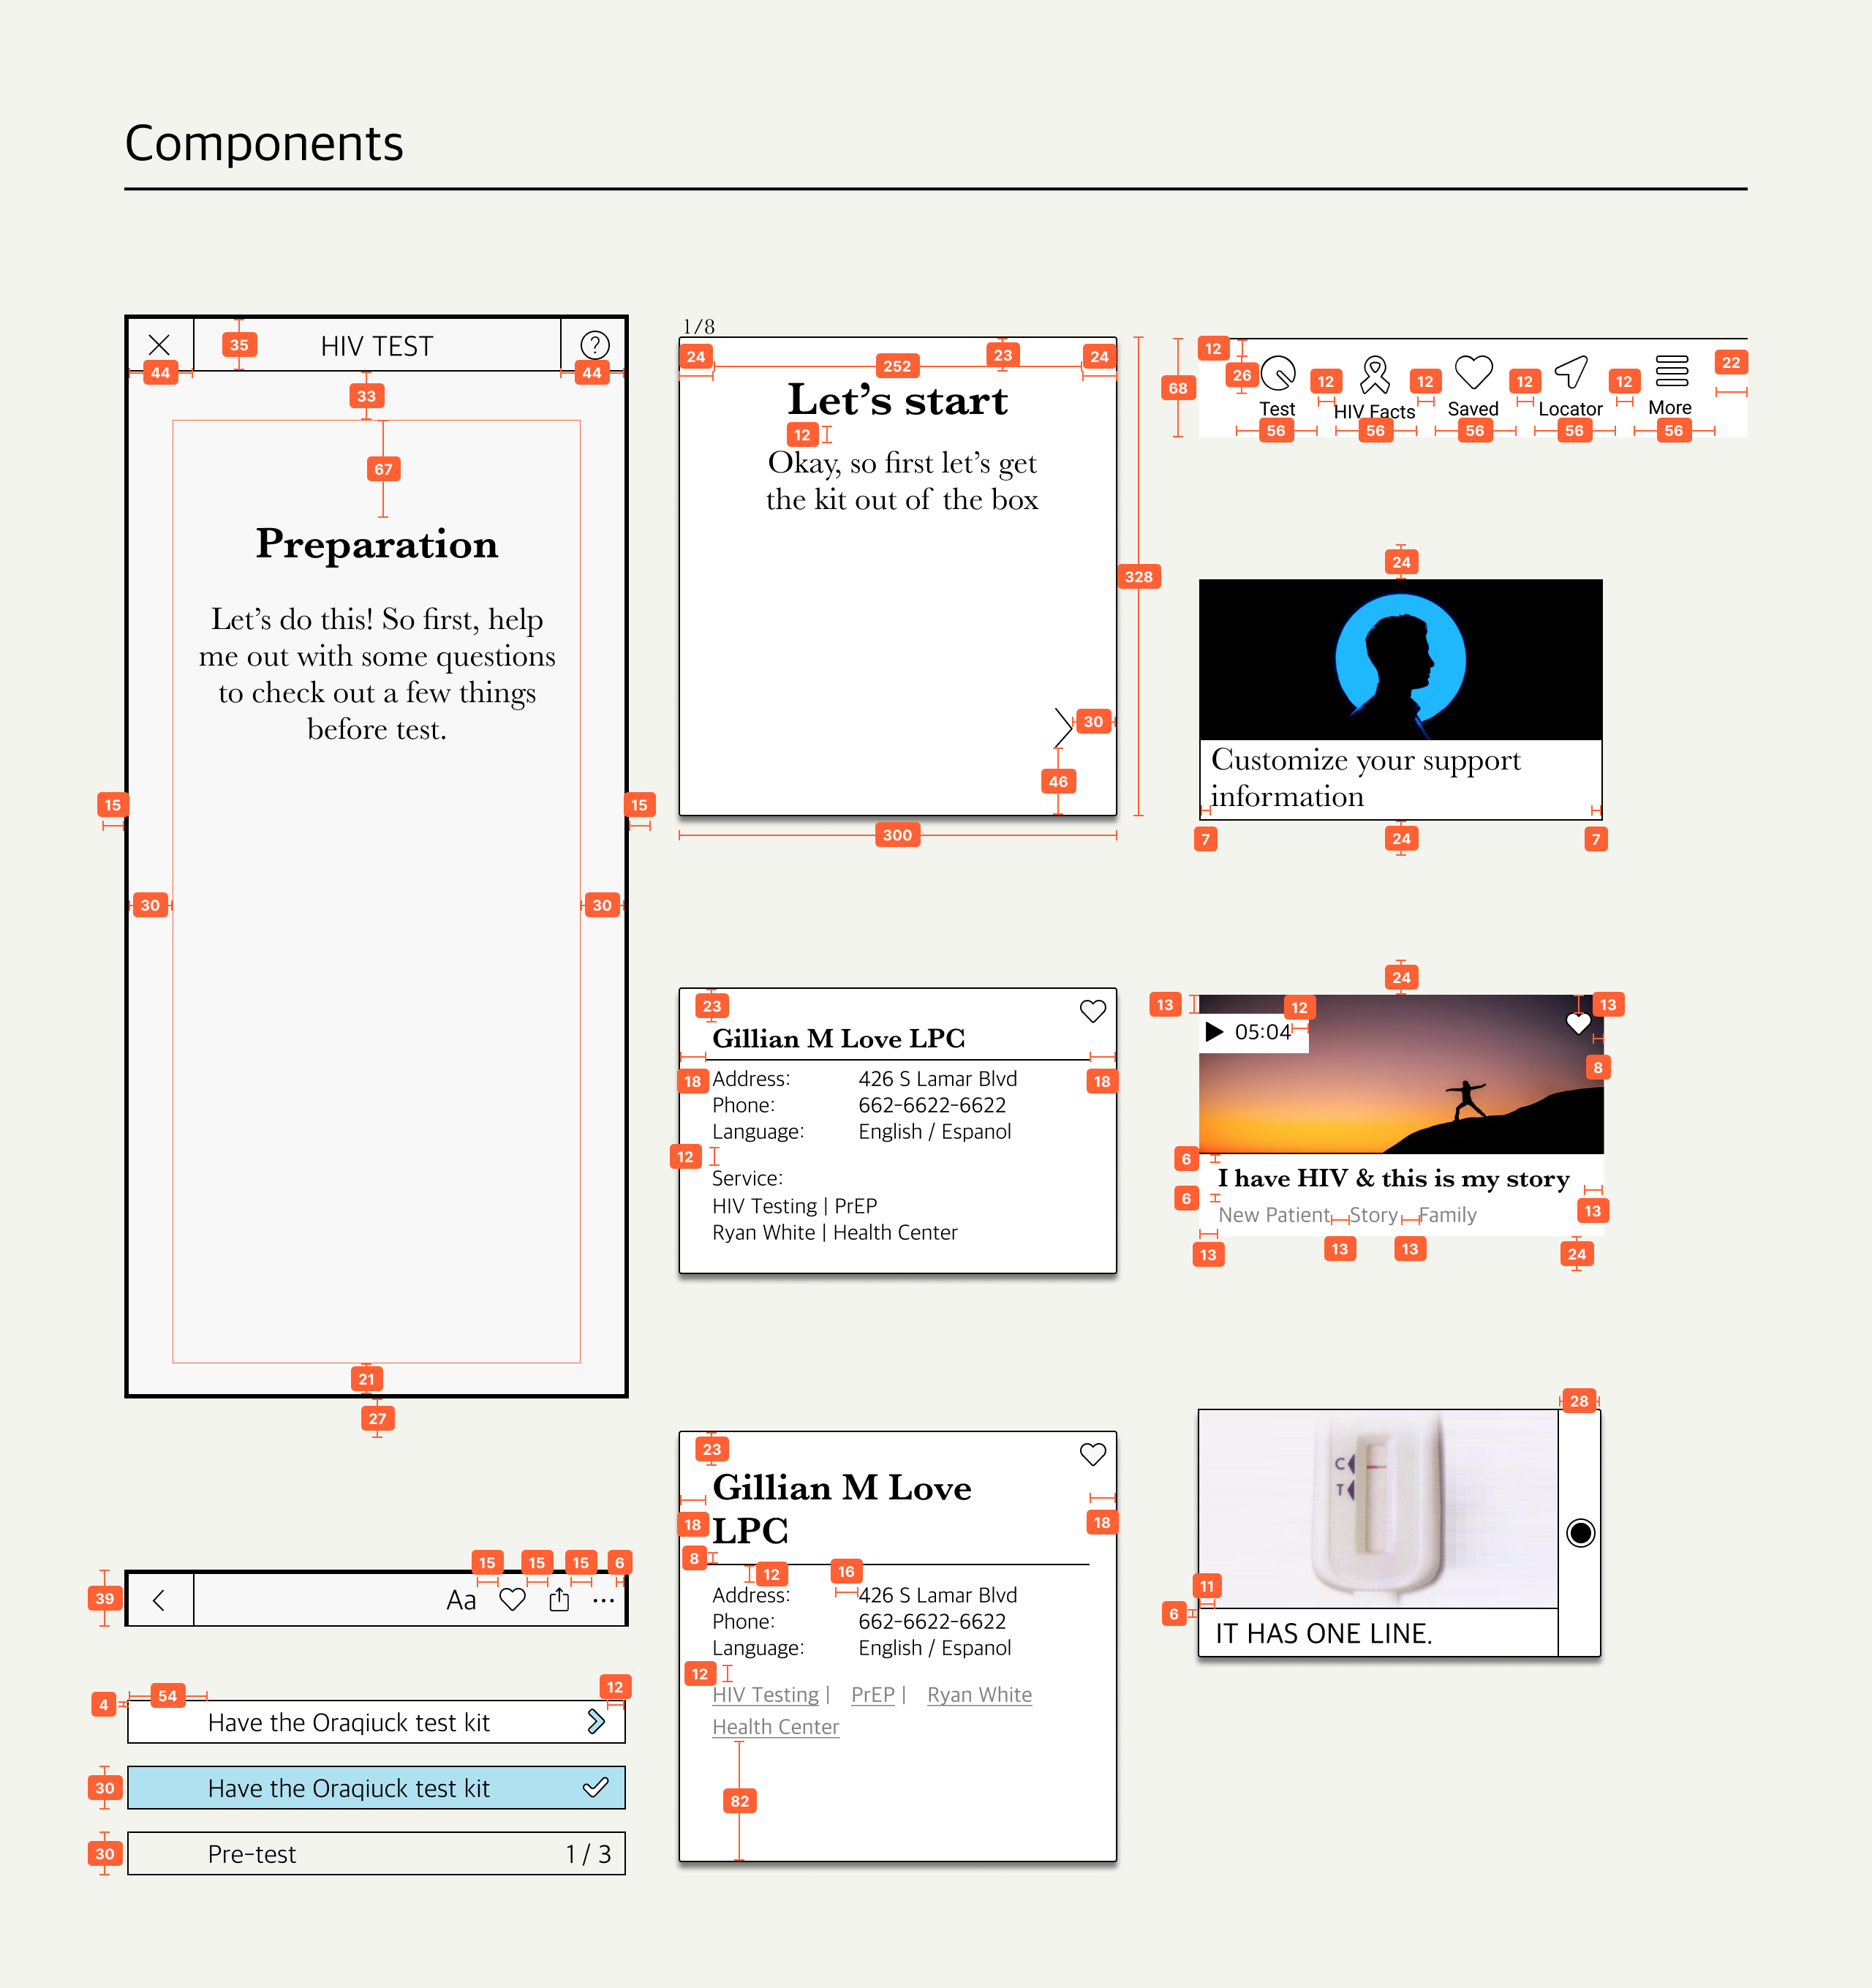 Components
HIV TEST
35
44
44
33
67
Preparation
Let's do this! So first, help
me out with some questions
to check out a few things
before test.
15
15
30
30
21
27
39
15
15
15
6
Aa
4
54
12
Have the Oraqiuck test kit
30
Have the Oraqiuck test kit
30
Pre-test
1 / 3
1/8
24
252
23
24
Let's start
12
Okay, so first let's get
the kit out of the box
328
30
46
300
23
Gillian M Love LPC
18
18
Address: 426 S Lamar Blvd
Phone: 662-6622-6622
Language: English / Espanol
12
Service:
HIV Testing | PrEP
Ryan White | Health Center
23
Gillian M Love
LPC
18
18
8
12
16
Address: 426 S Lamar Blvd
Phone: 662-6622-6622
Language: English / Espanol
12
HIV Testing | PrEP | Ryan White
Health Center
82
68
12
26
12
12
12
12
22
Test
HIV Facts
Saved
Locator
More
56
56
56
56
56
24
Customize your support
information
7
24
7
24
13
12
13
05:04
8
6
I have HIV & this is my story
6
New Patient Story Family
13
13
13
13
24
28
C
T
11
6
IT HAS ONE LINE.